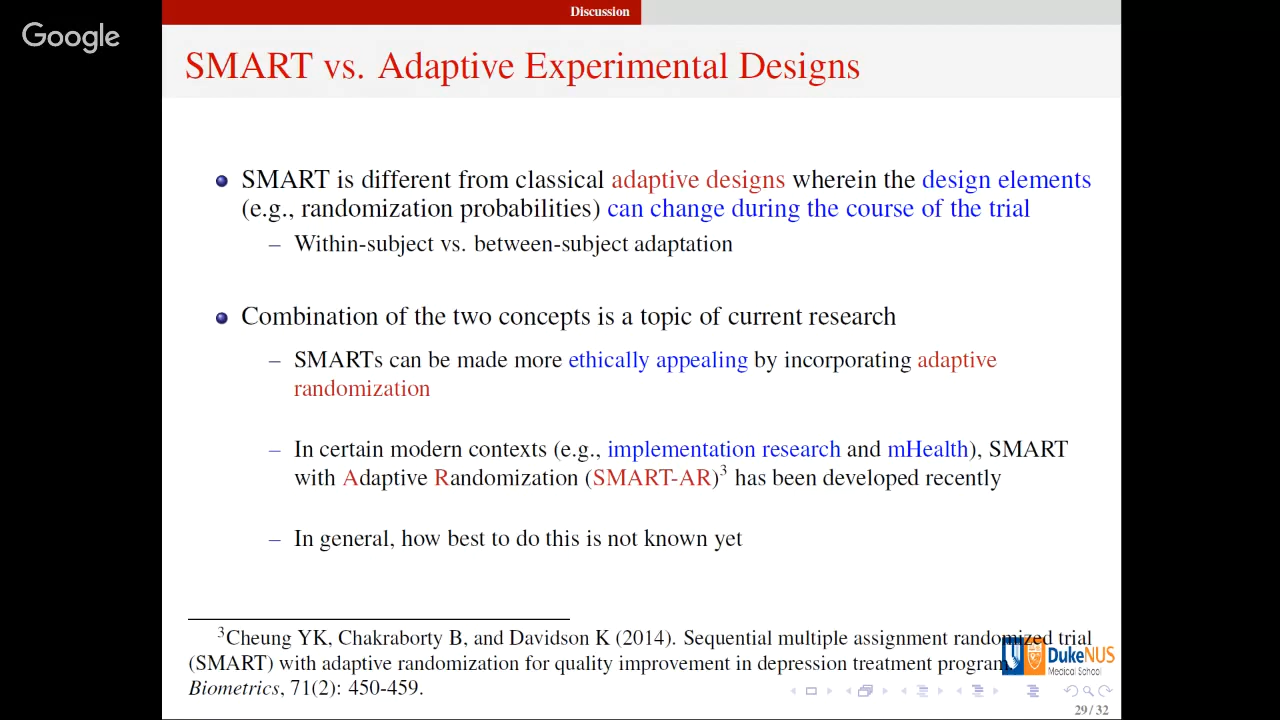 Discussion
Google
SMART vs. Adaptive Experimental Designs
SMART is different from classical adaptive designs wherein the design elements
(e.g., randomization probabilities) can change during the course of the trial
– Within-subject vs. between-subject adaptation
Combination of the two concepts is a topic of current research
– SMARTs can be made more ethically appealing by incorporating adaptive
randomization
– In certain modern contexts (e.g., implementation research and mHealth), SMART
with Adaptive Randomization (SMART-AR)3 has been developed recently
– In general, how best to do this is not known yet
3Cheung YK, Chakraborty B, and Davidson K (2014). Sequential multiple assignment randomized trial
(SMART) with adaptive randomization for quality improvement in depression treatment program
Biometrics, 71(2): 450-459.
DukeNUS
Medical School
29 / 32